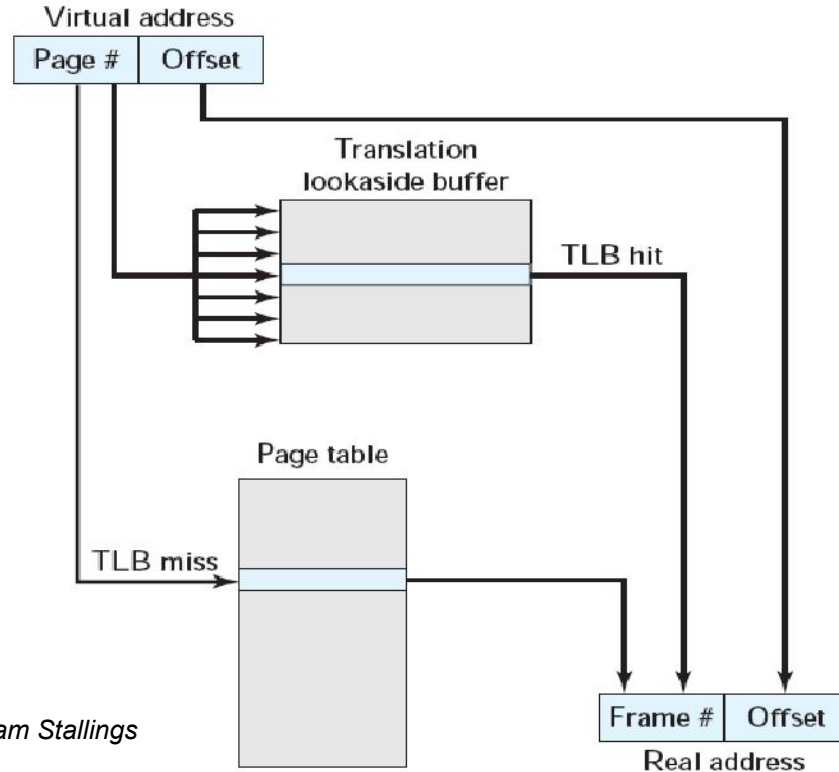 Virtual address
Page # Offset
Translation
lookaside buffer
TLB hit
Page table
TLB miss
am Stallings
Frame # Offset
Real address